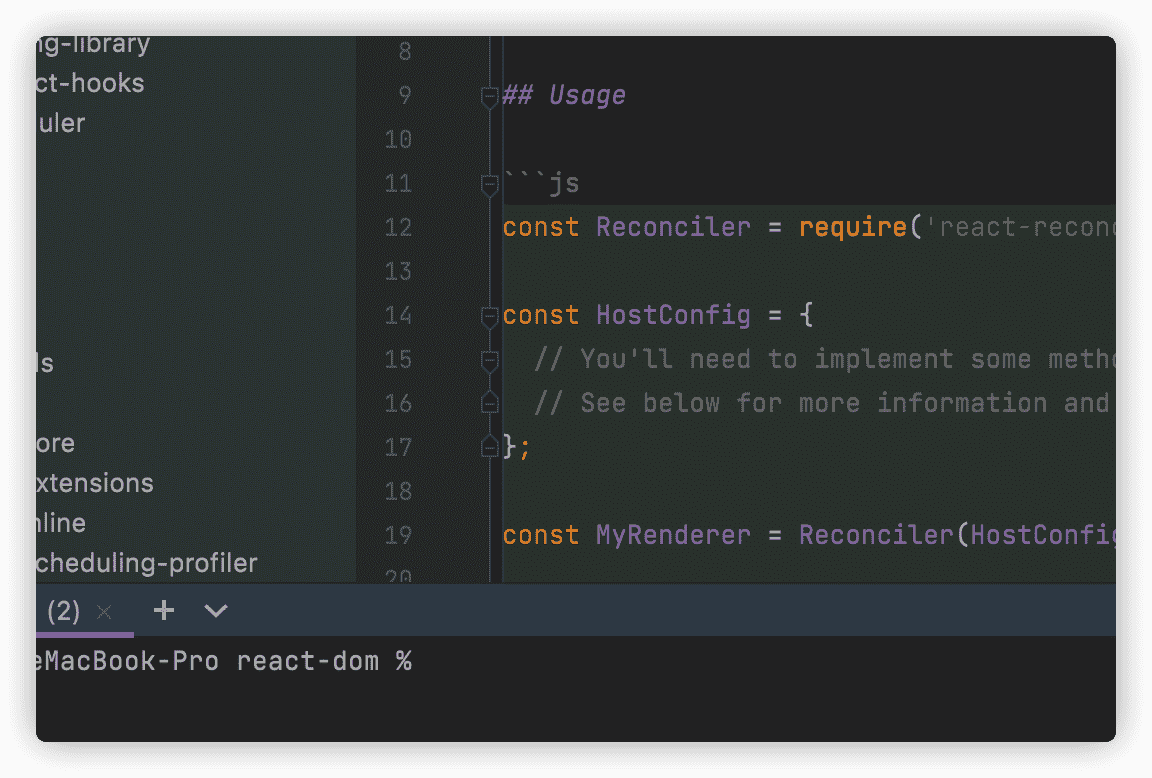 ng-library
ct-hooks
uler
ls
ore
xtensions
nline
cheduling-profiler
8
9 ## Usage
10
11 ```js
12 const Reconciler = require('react-recon
13
14 const HostConfig = {
15 // You'll need to implement some metho
16 // See below for more information and
17 };
18
19 const MyRenderer = Reconciler(HostConfig
20
(2) × +
eMacBook-Pro react-dom %